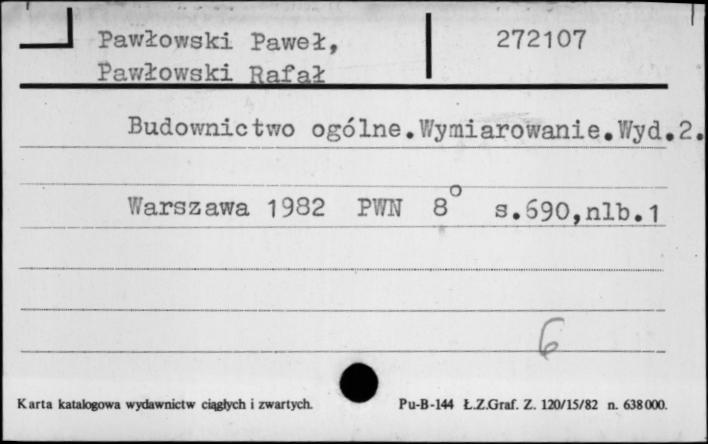 Pawłowski Paweł, 272107
Pawłowski Rafał
Budownictwo ogólne.Wymiarowanie.Wyd.2.
Warszawa 1982 PWN 8° s.690,nlb.1
6
Karta katalogowa wydawnictw ciągłych i zwartych. Pu-B-144 Ł.Z.Graf. Z. 120/15/82 n. 638000.